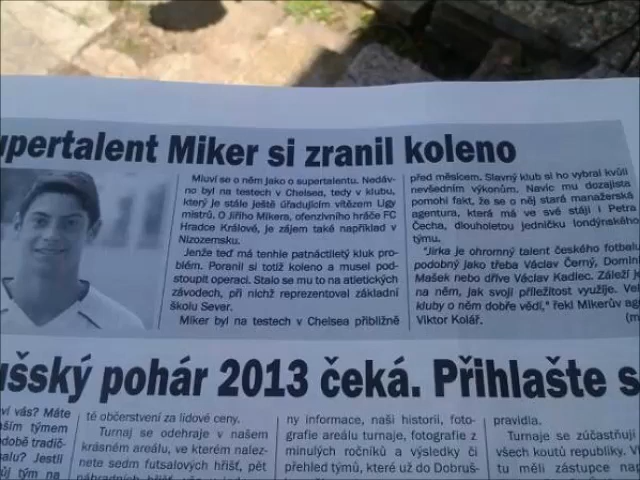 upertalent Miker si zranil koleno
Mluví se o něm jako o supertalentu. Nedáv-
no byl na testech v Chelsea, tedy v klubu,
který je stále ještě úřadujícím vítězem Ligy
mistrů. O Jiřího Mikera, ofenzivního hráče FC
Hradce Králové, je zájem také například v
Nizozemsku.
Jenže teď má tenhle patnáctiletý kluk pro-
blém. Poranil si totiž koleno a musel pod-
stoupit operaci. Stalo se mu to na atletických
závodech, při nichž reprezentoval základní
školu Sever.
Miker byl na testech v Chelsea přibližně
před měsícem. Slavný klub si ho vybral kvůli
nevšedním výkonům. Navíc mu dozajista
pomohl fakt, že se o něj stará manažerská
agentura, která má ve své stáji i Petra
Čecha, dlouholetou jedničku londýnského
týmu.
"Jirka je ohromný talent českého fotbalu
podobný jako třeba Václav Černý, Domini
Mašek nebo dříve Václav Kadlec. Záleží j
na něm, jak svoji příležitost využije. Vel
kluby o něm dobře vědí," řekl Mikerův ag
Viktor Kolář. (m
ušský pohár 2013 čeká. Přihlašte s
ví vás? Máte
ším týmem
době tradič-
alu? Jestli
ůj tým na
té občerstvení za lidové ceny.
Turnaj se odehraje v našem
krásném areálu, ve kterém nalez-
nete sedm futsalových hřišť, pět
ny informace, naši historii, foto-
grafie areálu turnaje, fotografie z
minulých ročníků a výsledky či
přehled týmů, které už do Dobruš-
pravidla.
Turnaje se zúčastňují
všech koutů republiky. V
tu měli zástupce nap